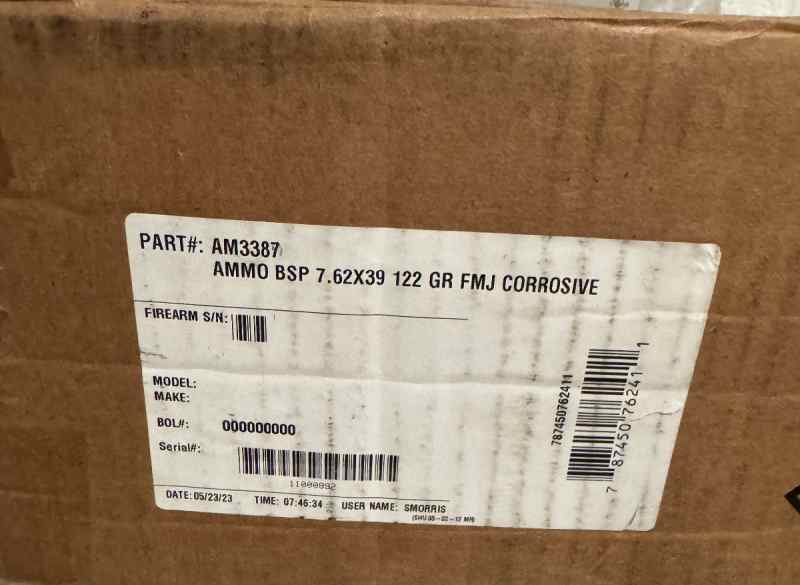 PART#: AM3387
AMMO BSP 7.62X39 122 GR FMJ CORROSIVE
FIREARM S/N:
MODEL:
MAKE:
BOL#: 000000000
Serial#:
11000892
DATE: 05/23/23 TIME: 07:46:34 USER NAME: SMORRIS
787450762411
7 87450 76241 1